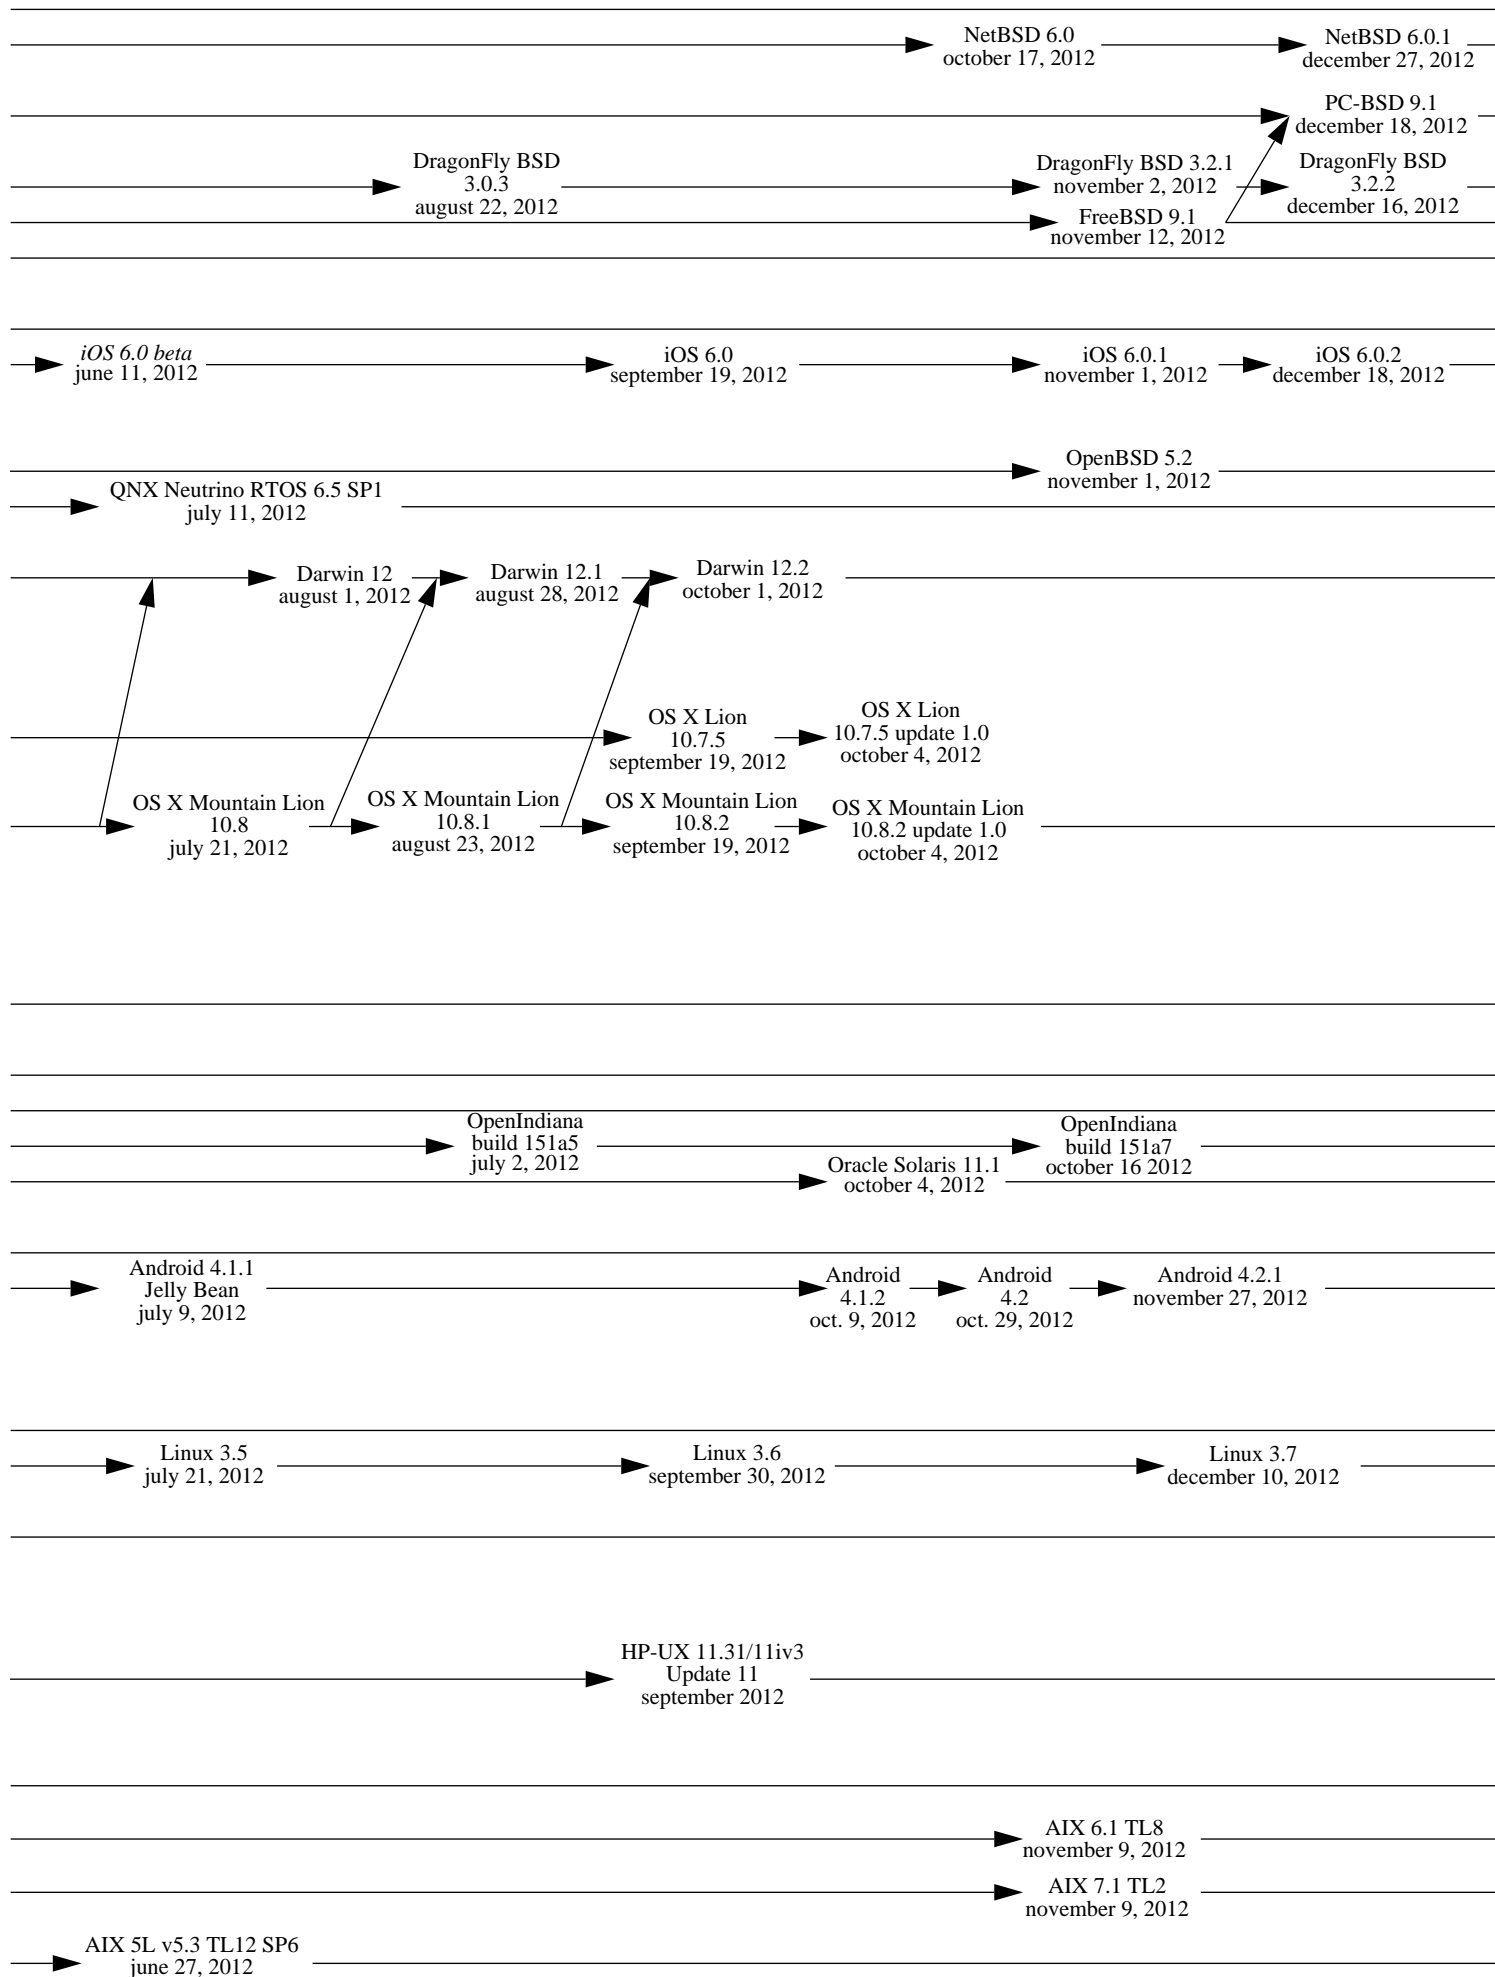 NetBSD 6.0
october 17, 2012
NetBSD 6.0.1
december 27, 2012
PC-BSD 9.1
december 18, 2012
DragonFly BSD
3.0.3
august 22, 2012
DragonFly BSD 3.2.1
november 2, 2012
DragonFly BSD
3.2.2
december 16, 2012
FreeBSD 9.1
november 12, 2012
iOS 6.0 beta
june 11, 2012
iOS 6.0
september 19, 2012
iOS 6.0.1
november 1, 2012
iOS 6.0.2
december 18, 2012
OpenBSD 5.2
november 1, 2012
QNX Neutrino RTOS 6.5 SP1
july 11, 2012
Darwin 12
august 1, 2012
Darwin 12.1
august 28, 2012
Darwin 12.2
october 1, 2012
OS X Lion
10.7.5
september 19, 2012
OS X Lion
10.7.5 update 1.0
october 4, 2012
OS X Mountain Lion
10.8
july 21, 2012
OS X Mountain Lion
10.8.1
august 23, 2012
OS X Mountain Lion
10.8.2
september 19, 2012
OS X Mountain Lion
10.8.2 update 1.0
october 4, 2012
OpenIndiana
build 151a5
july 2, 2012
OpenIndiana
build 151a7
october 16 2012
Oracle Solaris 11.1
october 4, 2012
Android 4.1.1
Jelly Bean
july 9, 2012
Android
4.1.2
oct. 9, 2012
Android
4.2
oct. 29, 2012
Android 4.2.1
november 27, 2012
Linux 3.5
july 21, 2012
Linux 3.6
september 30, 2012
Linux 3.7
december 10, 2012
HP-UX 11.31/11iv3
Update 11
september 2012
AIX 6.1 TL8
november 9, 2012
AIX 7.1 TL2
november 9, 2012
AIX 5L v5.3 TL12 SP6
june 27, 2012